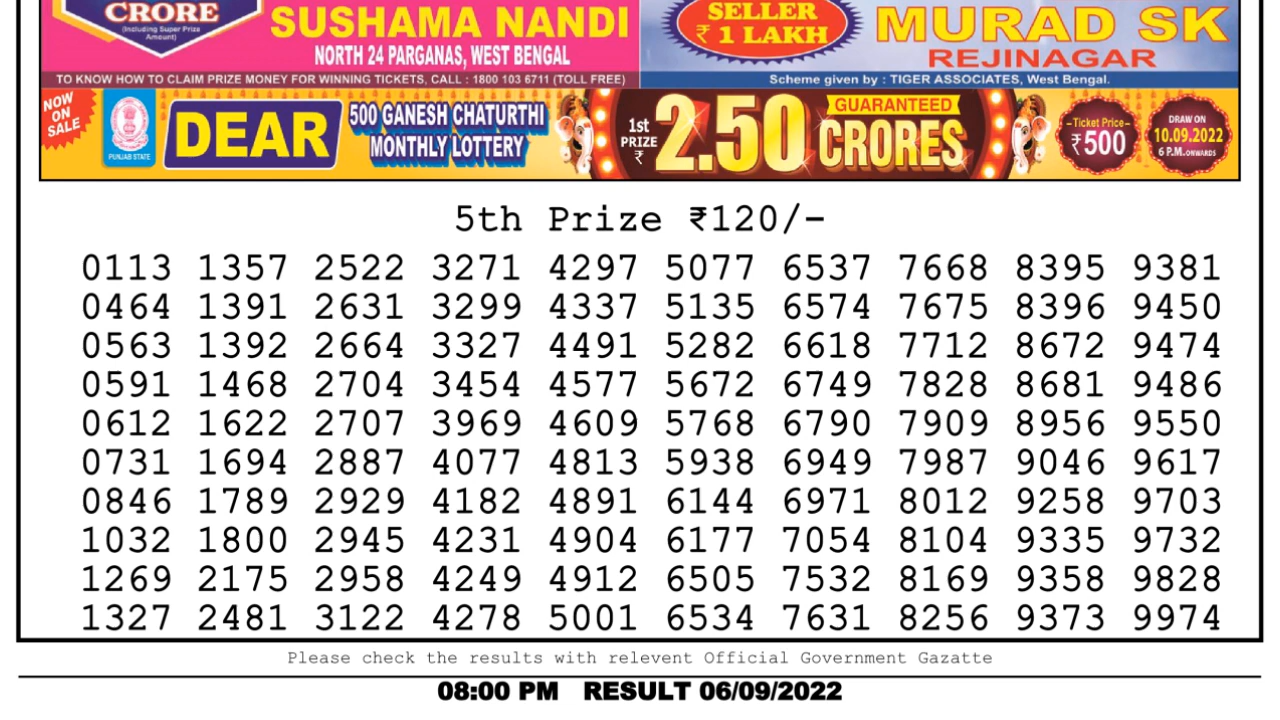 CRORE
(Including Super Prize
Amount)
SUSHAMA NANDI
NORTH 24 PARGANAS, WEST BENGAL
SELLER
₹ 1 LAKH
MURAD SK
REJINAGAR
TO KNOW HOW TO CLAIM PRIZE MONEY FOR WINNING TICKETS, CALL : 1800 103 6711 (TOLL FREE)
Scheme given by : TIGER ASSOCIATES, West Bengal.
NOW
ON
SALE
PUNJAB STATE
DEAR
500 GANESH CHATURTHI
MONTHLY LOTTERY
1st
PRIZE
₹
2.50
GUARANTEED
CRORES
-Ticket Price-
₹500
DRAW ON
10.09.2022
6 P.M. ONWARDS
5th Prize ₹120/-
0113 1357 2522 3271 4297 5077 6537 7668 8395 9381
0464 1391 2631 3299 4337 5135 6574 7675 8396 9450
0563 1392 2664 3327 4491 5282 6618 7712 8672 9474
0591 1468 2704 3454 4577 5672 6749 7828 8681 9486
0612 1622 2707 3969 4609 5768 6790 7909 8956 9550
0731 1694 2887 4077 4813 5938 6949 7987 9046 9617
0846 1789 2929 4182 4891 6144 6971 8012 9258 9703
1032 1800 2945 4231 4904 6177 7054 8104 9335 9732
1269 2175 2958 4249 4912 6505 7532 8169 9358 9828
1327 2481 3122 4278 5001 6534 7631 8256 9373 9974
Please check the results with relevent Official Government Gazatte
08:00 PM RESULT 06/09/2022